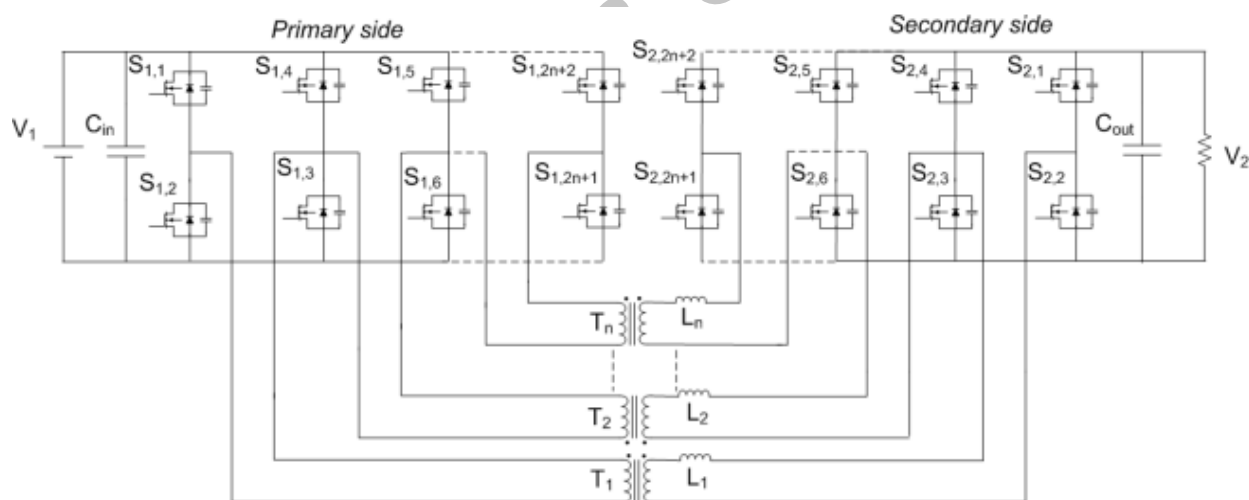 Primary side
Secondary side
S1,1
S1,4
S1,5
S1,2n+2
S2,2n+2
S2,5
S2,4
S2,1
V1
Cin
Cout
V2
S1,2
S1,3
S1,6
S1,2n+1
S2,2n+1
S2,6
S2,3
S2,2
Tn
Ln
T2
L2
T1
L1